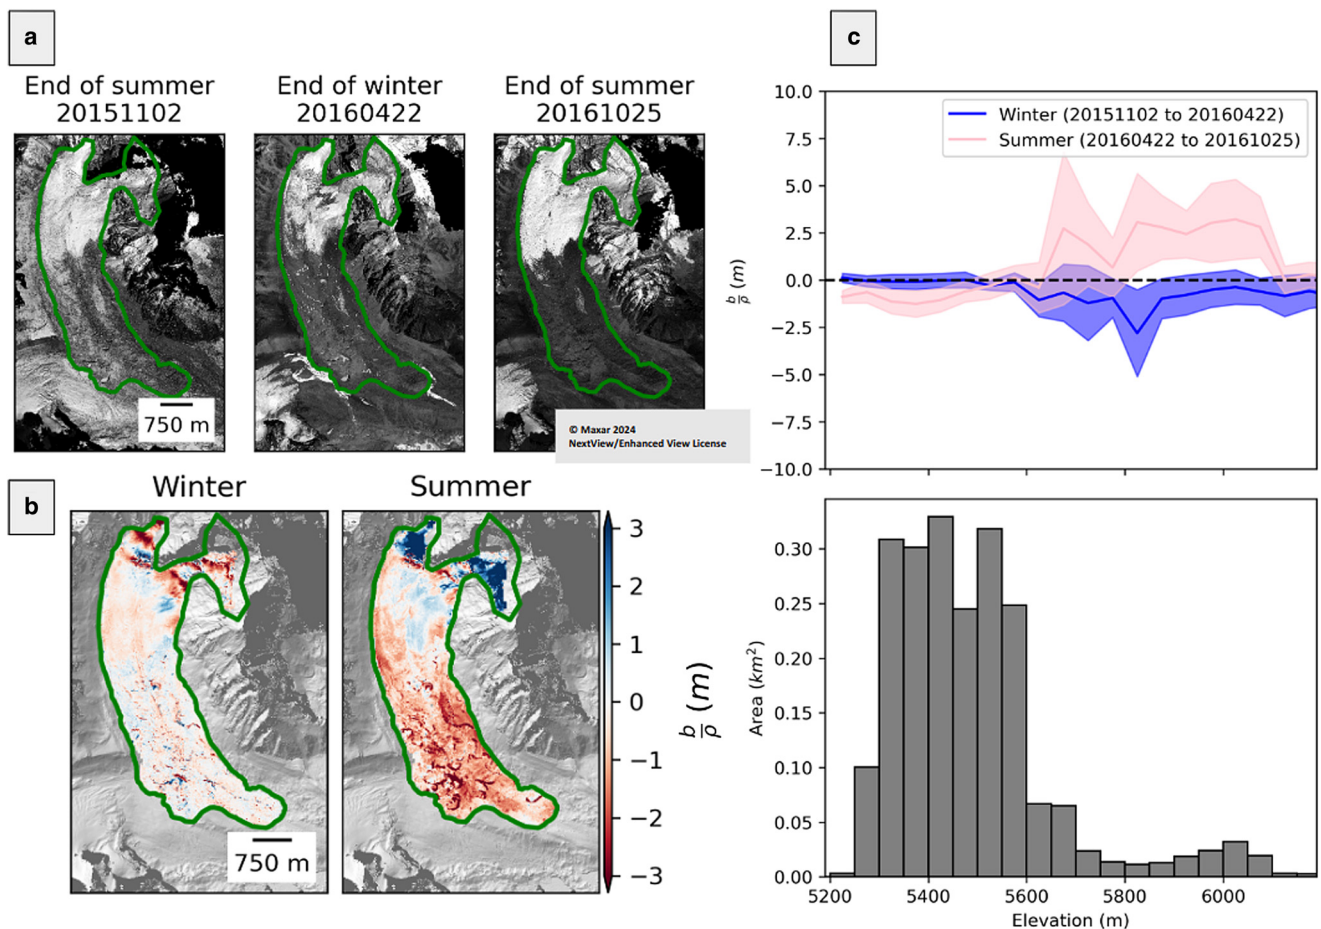 a
End of summer
20151102
End of winter
20160422
End of summer
20161025
750 m
© Maxar 2024
NextView/Enhanced View License
b
Winter
Summer
750 m
3
2
1
0
−1
−2
−3
b/ρ (m)
c
10.0
7.5
5.0
2.5
0.0
−2.5
−5.0
−7.5
−10.0
b/ρ (m)
Winter (20151102 to 20160422)
Summer (20160422 to 20161025)
0.30
0.25
0.20
0.15
0.10
0.05
0.00
Area (km²)
5200 5400 5600 5800 6000
Elevation (m)